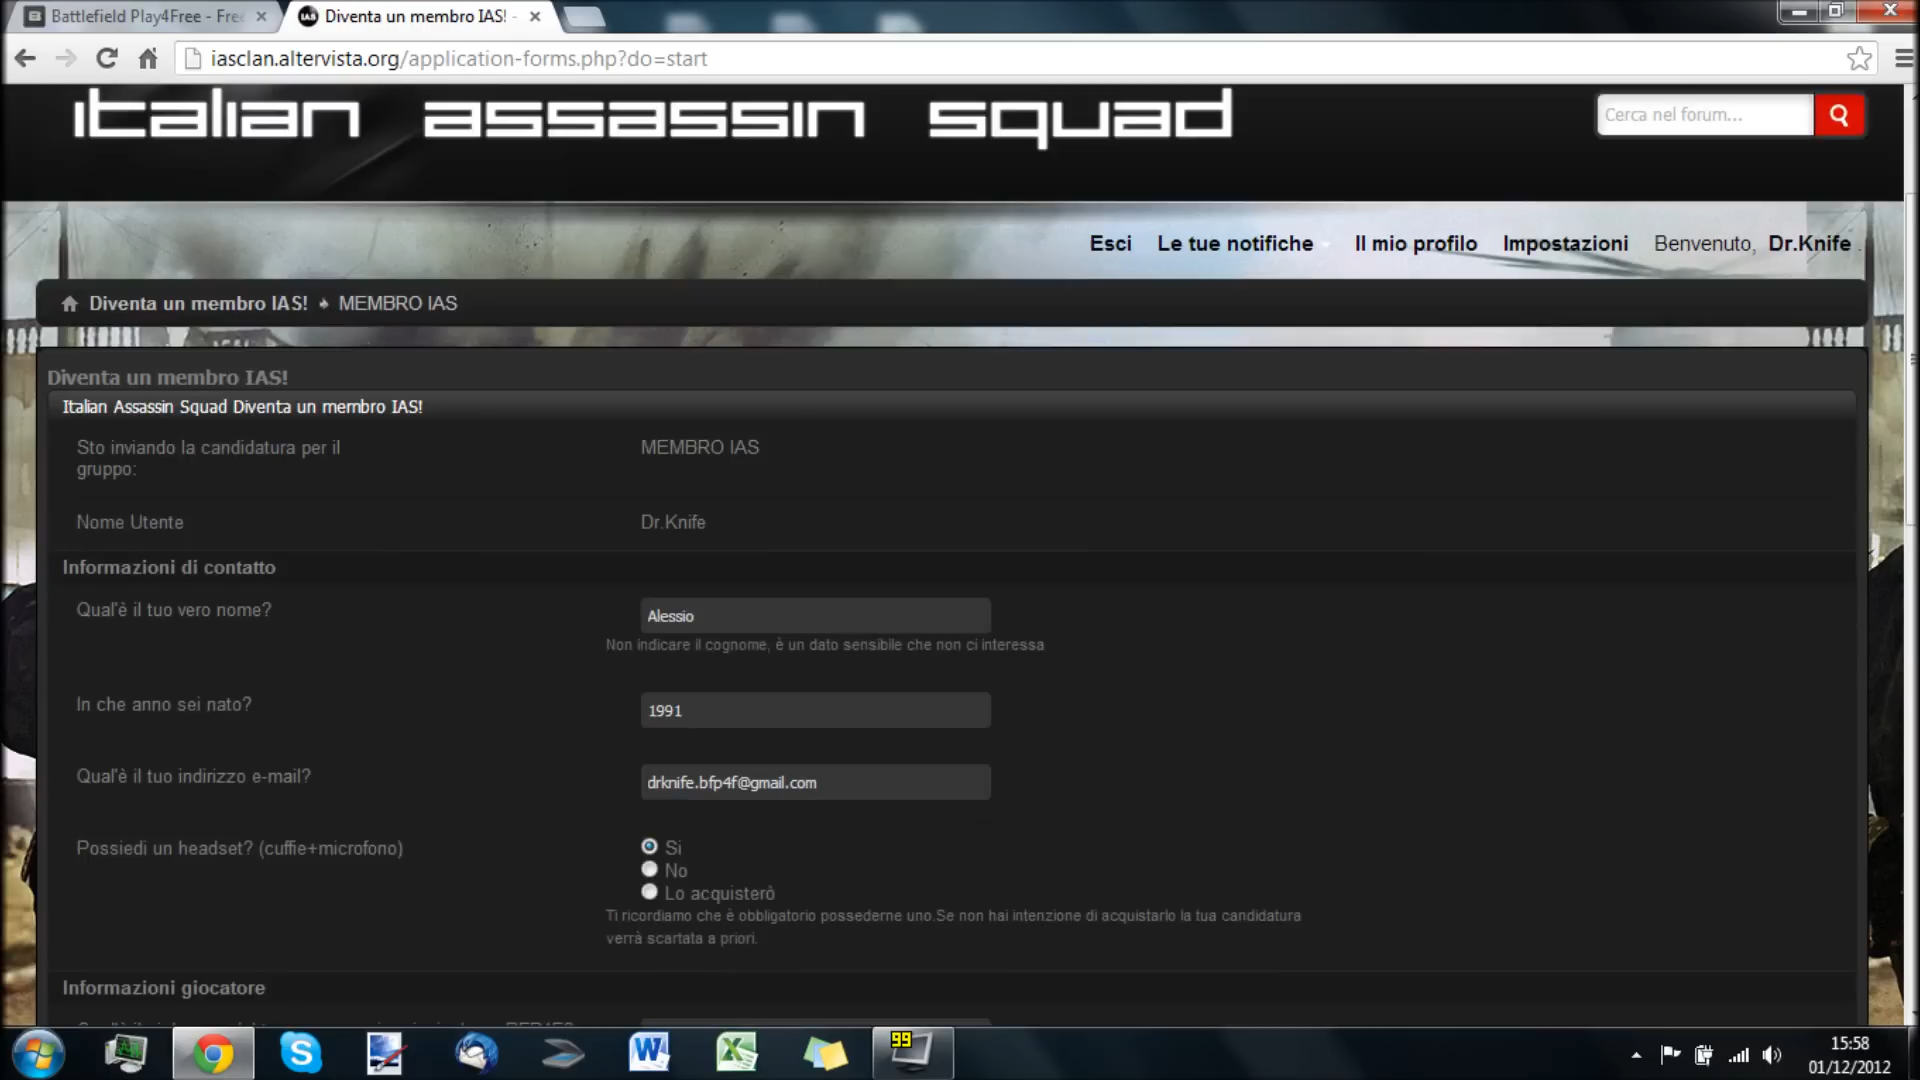 Battlefield Play4Free - Free
Diventa un membro IAS! -
iasclan.altervista.org/application-forms.php?do=start
italian assassin squad
Cerca nel forum...
Esci Le tue notifiche Il mio profilo Impostazioni Benvenuto, Dr.Knife .
Diventa un membro IAS! MEMBRO IAS
Diventa un membro IAS!
Italian Assassin Squad Diventa un membro IAS!
Sto inviando la candidatura per il
gruppo:
MEMBRO IAS
Nome Utente
Dr.Knife
Informazioni di contatto
Qual'è il tuo vero nome?
Alessio
Non indicare il cognome, è un dato sensibile che non ci interessa
In che anno sei nato?
1991
Qual'è il tuo indirizzo e-mail?
drknife.bfp4f@gmail.com
Possiedi un headset? (cuffie+microfono)
Si
No
Lo acquisterò
Ti ricordiamo che è obbligatorio possederne uno.Se non hai intenzione di acquistarlo la tua candidatura
verrà scartata a priori.
Informazioni giocatore
99
15:58
01/12/2012